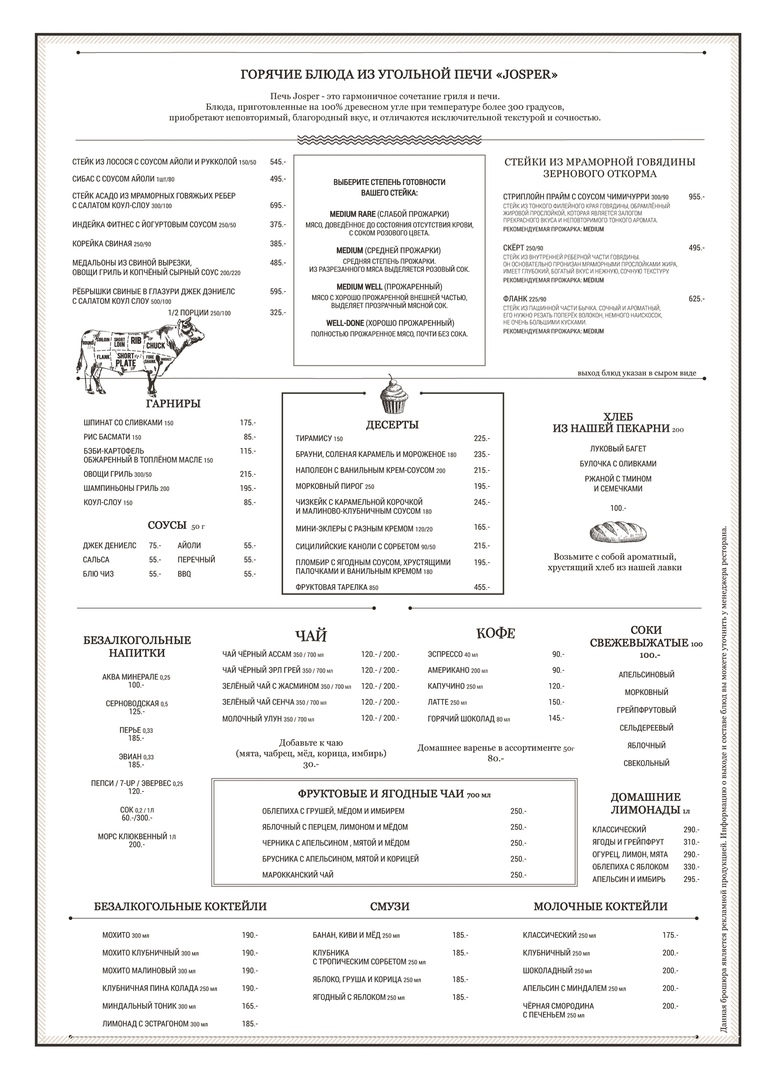 ГОРЯЧИЕ БЛЮДА ИЗ УГОЛЬНОЙ ПЕЧИ «JOSPER»
Печь Josper - это гармоничное сочетание гриля и печи.
Блюда, приготовленные на 100% древесном угле при температуре более 300 градусов,
приобретают неповторимый, благородный вкус, и отличаются исключительной текстурой и сочностью.
СТЕЙК ИЗ ЛОСОСЯ С СОУСОМ АЙОЛИ И РУККОЛОЙ 150/50 545.-
СИБАС С СОУСОМ АЙОЛИ 1шт/80 495.-
СТЕЙК АСАДО ИЗ МРАМОРНЫХ ГОВЯЖЬИХ РЕБЕР
С САЛАТОМ КОУЛ-СЛОУ 300/100 695.-
ИНДЕЙКА ФИТНЕС С ЙОГУРТОВЫМ СОУСОМ 250/50 375.-
КОРЕЙКА СВИНАЯ 250/90 385.-
МЕДАЛЬОНЫ ИЗ СВИНОЙ ВЫРЕЗКИ, 485.-
ОВОЩИ ГРИЛЬ И КОПЧЁНЫЙ СЫРНЫЙ СОУС 200/220
РЁБРЫШКИ СВИНЫЕ В ГЛАЗУРИ ДЖЕК ДЭНИЕЛС 595.-
С САЛАТОМ КОУЛ СЛОУ 500/100
1/2 ПОРЦИИ 250/100 325.-
SIRLOIN
SHORT LOIN
RIB
CHUCK
FLANK
SHORT PLATE
ВЫБЕРИТЕ СТЕПЕНЬ ГОТОВНОСТИ
ВАШЕГО СТЕЙКА:
MEDIUM RARE (СЛАБОЙ ПРОЖАРКИ)
МЯСО, ДОВЕДЁННОЕ ДО СОСТОЯНИЯ ОТСУТСТВИЯ КРОВИ,
С СОКОМ РОЗОВОГО ЦВЕТА.
MEDIUM (СРЕДНЕЙ ПРОЖАРКИ)
СРЕДНЯЯ СТЕПЕНЬ ПРОЖАРКИ.
ИЗ РАЗРЕЗАННОГО МЯСА ВЫДЕЛЯЕТСЯ РОЗОВЫЙ СОК.
MEDIUM WELL (ПРОЖАРЕННЫЙ)
МЯСО С ХОРОШО ПРОЖАРЕННОЙ ВНЕШНЕЙ ЧАСТЬЮ,
ВЫДЕЛЯЕТ ПРОЗРАЧНЫЙ МЯСНОЙ СОК.
WELL-DONE (ХОРОШО ПРОЖАРЕННЫЙ)
ПОЛНОСТЬЮ ПРОЖАРЕННОЕ МЯСО, ПОЧТИ БЕЗ СОКА.
СТЕЙКИ ИЗ МРАМОРНОЙ ГОВЯДИНЫ
ЗЕРНОВОГО ОТКОРМА
СТРИПЛОЙН ПРАЙМ С СОУСОМ ЧИМИЧУРРИ 300/90 955.-
СТЕЙК ИЗ ТОНКОГО ФИЛЕЙНОГО КРАЯ ГОВЯДИНЫ, ОБРАМЛЁННЫЙ
ЖИРОВОЙ ПРОСЛОЙКОЙ, КОТОРАЯ ЯВЛЯЕТСЯ ЗАЛОГОМ
ПРЕКРАСНОГО ВКУСА И НЕПОВТОРИМОГО ТОНКОГО АРОМАТА.
РЕКОМЕНДУЕМАЯ ПРОЖАРКА: MEDIUM
СКЁРТ 250/90 495.-
СТЕЙК ИЗ ВНУТРЕННЕЙ РЕБЕРНОЙ ЧАСТИ ГОВЯДИНЫ.
ОН ОСНОВАТЕЛЬНО ПРОНИЗАН МРАМОРНЫМИ ПРОСЛОЙКАМИ ЖИРА,
ИМЕЕТ ГЛУБОКИЙ, БОГАТЫЙ ВКУС И НЕЖНУЮ, СОЧНУЮ ТЕКСТУРУ.
РЕКОМЕНДУЕМАЯ ПРОЖАРКА: MEDIUM
ФЛАНК 225/90 625.-
СТЕЙК ИЗ ПАШИННОЙ ЧАСТИ БЫЧКА. СОЧНЫЙ И АРОМАТНЫЙ,
ЕГО НУЖНО РЕЗАТЬ ПОПЕРЁК ВОЛОКОН, НЕМНОГО НАИСКОСОК,
НЕ ОЧЕНЬ БОЛЬШИМИ КУСКАМИ.
РЕКОМЕНДУЕМАЯ ПРОЖАРКА: MEDIUM
выход блюд указан в сыром виде
ГАРНИРЫ
ШПИНАТ СО СЛИВКАМИ 150 175.-
РИС БАСМАТИ 150 85.-
БЭБИ-КАРТОФЕЛЬ 115.-
ОБЖАРЕННЫЙ В ТОПЛЁНОМ МАСЛЕ 150
ОВОЩИ ГРИЛЬ 300/50 215.-
ШАМПИНЬОНЫ ГРИЛЬ 200 195.-
КОУЛ-СЛОУ 150 85.-
СОУСЫ 50 г
ДЖЕК ДЕНИЕЛС 75.- АЙОЛИ 55.-
САЛЬСА 55.- ПЕРЕЧНЫЙ 55.-
БЛЮ ЧИЗ 55.- BBQ 55.-
ДЕСЕРТЫ
ТИРАМИСУ 150 225.-
БРАУНИ, СОЛЕНАЯ КАРАМЕЛЬ И МОРОЖЕНОЕ 180 235.-
НАПОЛЕОН С ВАНИЛЬНЫМ КРЕМ-СОУСОМ 200 215.-
МОРКОВНЫЙ ПИРОГ 250 195.-
ЧИЗКЕЙК С КАРАМЕЛЬНОЙ КОРОЧКОЙ 245.-
И МАЛИНОВО-КЛУБНИЧНЫМ СОУСОМ 180
МИНИ-ЭКЛЕРЫ С РАЗНЫМ КРЕМОМ 120/20 165.-
СИЦИЛИЙСКИЕ КАНОЛИ С СОРБЕТОМ 90/50 215.-
ПЛОМБИР С ЯГОДНЫМ СОУСОМ, ХРУСТЯЩИМИ 195.-
ПАЛОЧКАМИ И ВАНИЛЬНЫМ КРЕМОМ 180
ФРУКТОВАЯ ТАРЕЛКА 850 455.-
ХЛЕБ
ИЗ НАШЕЙ ПЕКАРНИ 200
ЛУКОВЫЙ БАГЕТ
БУЛОЧКА С ОЛИВКАМИ
РЖАНОЙ С ТМИНОМ
И СЕМЕЧКАМИ
100.-
Возьмите с собой ароматный,
хрустящий хлеб из нашей лавки
БЕЗАЛКОГОЛЬНЫЕ
НАПИТКИ
АКВА МИНЕРАЛЕ 0,25
100.-
СЕРНОВОДСКАЯ 0,5
125.-
ПЕРЬЕ 0,33
185.-
ЭВИАН 0,33
185.-
ПЕПСИ / 7-UP / ЭВЕРВЕС 0,25
120.-
СОК 0,2 / 1л
60.-/300.-
МОРС КЛЮКВЕННЫЙ 1л
200.-
ЧАЙ
ЧАЙ ЧЁРНЫЙ АССАМ 350 / 700 мл 120.- / 200.-
ЧАЙ ЧЁРНЫЙ ЭРЛ ГРЕЙ 350 / 700 мл 120.- / 200.-
ЗЕЛЁНЫЙ ЧАЙ С ЖАСМИНОМ 350 / 700 мл 120.- / 200.-
ЗЕЛЁНЫЙ ЧАЙ СЕНЧА 350 / 700 мл 120.- / 200.-
МОЛОЧНЫЙ УЛУН 350 / 700 мл 120.- / 200.-
Добавьте к чаю
(мята, чабрец, мёд, корица, имбирь)
30.-
КОФЕ
ЭСПРЕССО 40 мл 90.-
АМЕРИКАНО 200 мл 90.-
КАПУЧИНО 250 мл 120.-
ЛАТТЕ 250 мл 150.-
ГОРЯЧИЙ ШОКОЛАД 80 мл 145.-
Домашнее варенье в ассортименте 50г
80.-
СОКИ
СВЕЖЕВЫЖАТЫЕ 100
100.-
АПЕЛЬСИНОВЫЙ
МОРКОВНЫЙ
ГРЕЙПФРУТОВЫЙ
СЕЛЬДЕРЕЕВЫЙ
ЯБЛОЧНЫЙ
СВЕКОЛЬНЫЙ
ФРУКТОВЫЕ И ЯГОДНЫЕ ЧАИ 700 мл
ОБЛЕПИХА С ГРУШЕЙ, МЁДОМ И ИМБИРЕМ 250.-
ЯБЛОЧНЫЙ С ПЕРЦЕМ, ЛИМОНОМ И МЁДОМ 250.-
ЧЕРНИКА С АПЕЛЬСИНОМ , МЯТОЙ И МЁДОМ 250.-
БРУСНИКА С АПЕЛЬСИНОМ, МЯТОЙ И КОРИЦЕЙ 250.-
МАРОККАНСКИЙ ЧАЙ 250.-
ДОМАШНИЕ
ЛИМОНАДЫ 1л
КЛАССИЧЕСКИЙ 290.-
ЯГОДЫ И ГРЕЙПФРУТ 310.-
ОГУРЕЦ, ЛИМОН, МЯТА 290.-
ОБЛЕПИХА С ЯБЛОКОМ 330.-
АПЕЛЬСИН И ИМБИРЬ 295.-
БЕЗАЛКОГОЛЬНЫЕ КОКТЕЙЛИ
МОХИТО 300 мл 190.-
МОХИТО КЛУБНИЧНЫЙ 300 мл 190.-
МОХИТО МАЛИНОВЫЙ 300 мл 190.-
КЛУБНИЧНАЯ ПИНА КОЛАДА 250 мл 190.-
МИНДАЛЬНЫЙ ТОНИК 300 мл 165.-
ЛИМОНАД С ЭСТРАГОНОМ 300 мл 185.-
СМУЗИ
БАНАН, КИВИ И МЁД 250 мл 185.-
КЛУБНИКА 185.-
С ТРОПИЧЕСКИМ СОРБЕТОМ 250 мл
ЯБЛОКО, ГРУША И КОРИЦА 250 мл 185.-
ЯГОДНЫЙ С ЯБЛОКОМ 250 мл 185.-
МОЛОЧНЫЕ КОКТЕЙЛИ
КЛАССИЧЕСКИЙ 250 мл 175.-
КЛУБНИЧНЫЙ 250 мл 200.-
ШОКОЛАДНЫЙ 250 мл 200.-
АПЕЛЬСИН С МИНДАЛЕМ 250 мл 200.-
ЧЁРНАЯ СМОРОДИНА 200.-
С ПЕЧЕНЬЕМ 250 мл
Данная брошюра является рекламной продукцией. Информацию о выходе и составе блюд вы можете уточнить у менеджера ресторана.